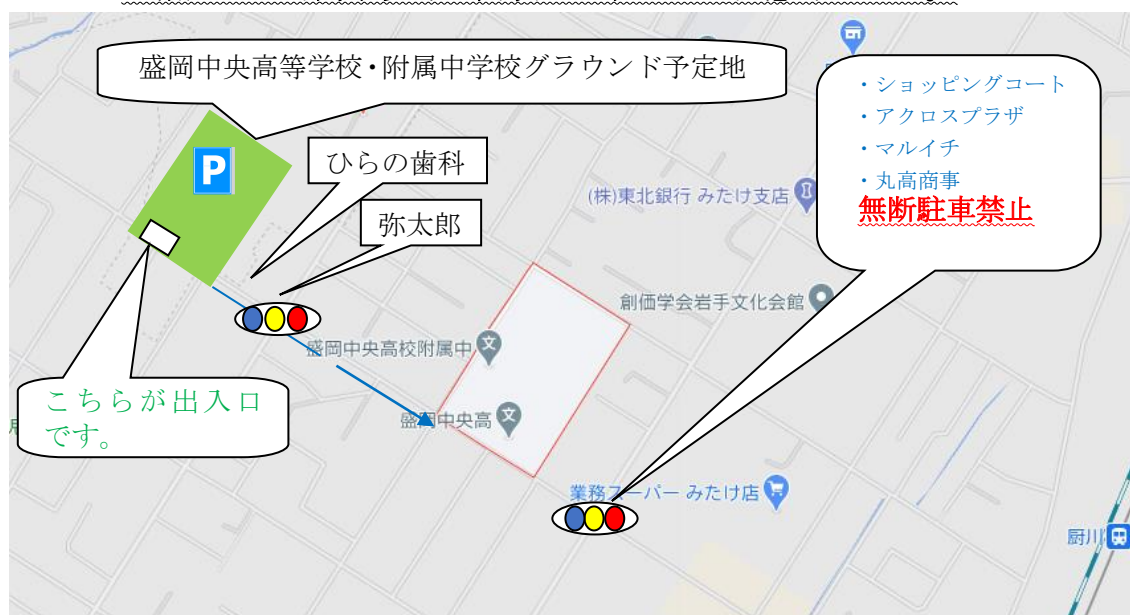 盛岡中央高等学校・附属中学校グラウンド予定地
・ショッピングコート
・アクロスプラザ
・マルイチ
・丸高商事
無断駐車禁止
P
ひらの歯科
(株)東北銀行 みたけ支店
弥太郎
創価学会岩手文化会館
盛岡中央高校附属中
文
こちらが出入口
です。
盛岡中央高
文
業務スーパー みたけ店
厨川